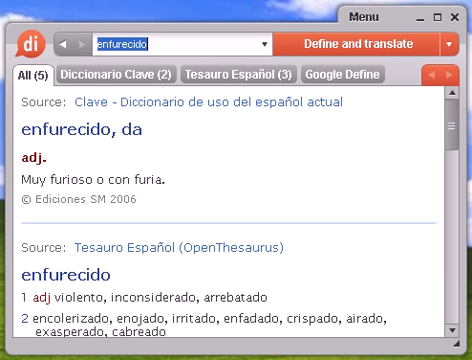 Menu
di
enfurecido
Define and translate
All (5)
Diccionario Clave (2)
Tesauro Español (3)
Google Define
Source: Clave - Diccionario de uso del español actual
enfurecido, da
adj.
Muy furioso o con furia.
© Ediciones SM 2006
Source: Tesauro Español (OpenThesaurus)
enfurecido
1 adj violento, inconsiderado, arrebatado
2 encolerizado, enojado, irritado, enfadado, crispado, airado,
exasperado, cabreado